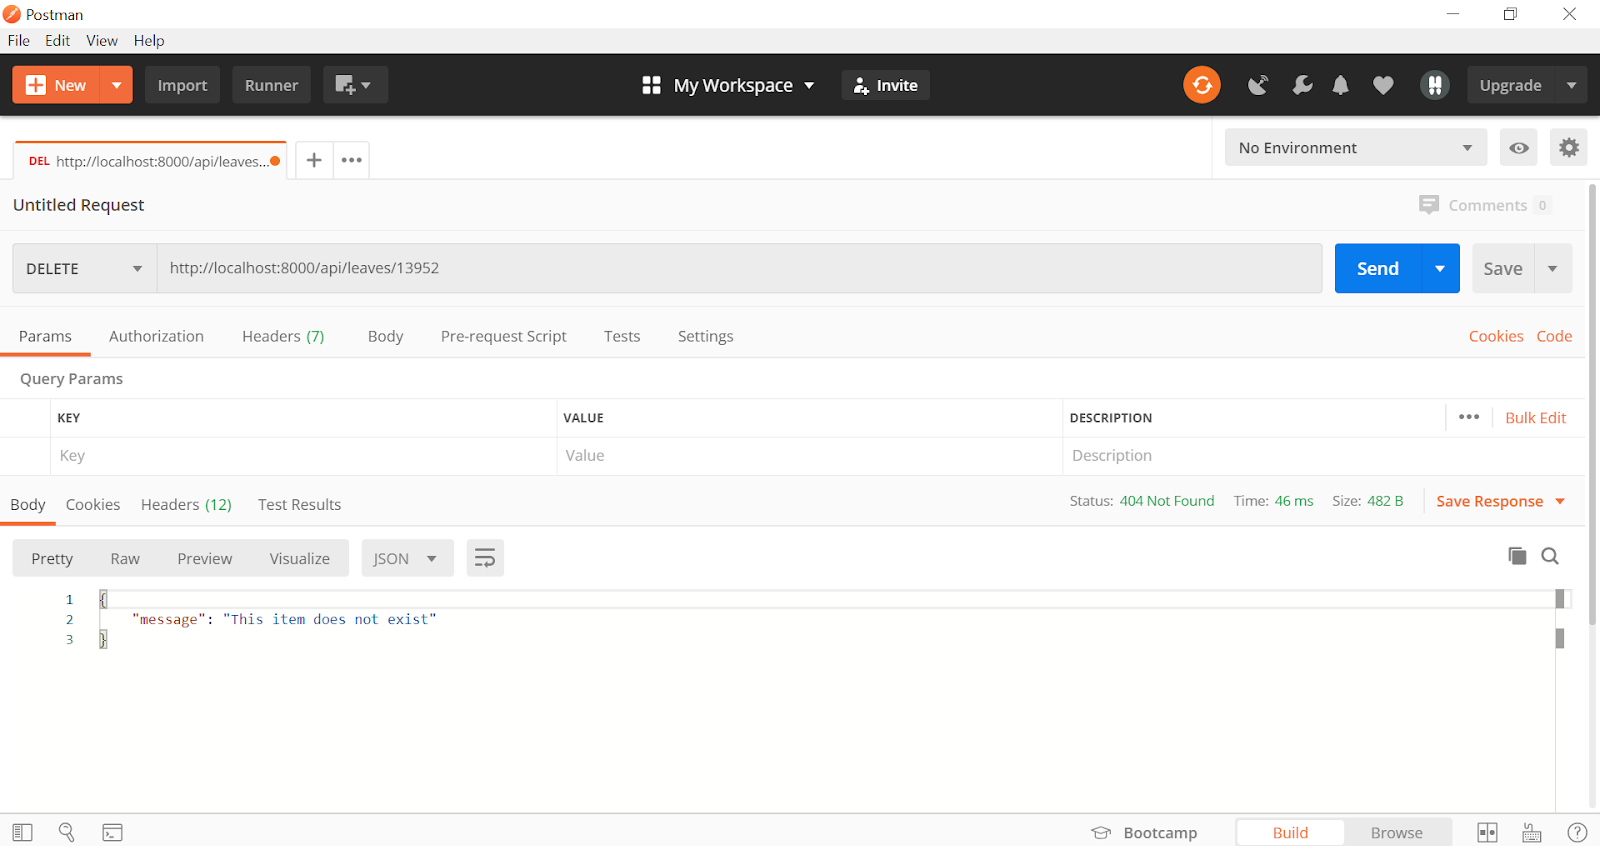 Postman
File Edit View Help
New Import Runner My Workspace Invite Upgrade
DEL http://localhost:8000/api/leaves... No Environment
Untitled Request Comments 0
DELETE http://localhost:8000/api/leaves/13952 Send Save
Params Authorization Headers (7) Body Pre-request Script Tests Settings Cookies Code
Query Params
KEY VALUE DESCRIPTION Bulk Edit
Key Value Description
Body Cookies Headers (12) Test Results Status: 404 Not Found Time: 46 ms Size: 482 B Save Response
Pretty Raw Preview Visualize JSON
1 {
2 "message": "This item does not exist"
3 }
Bootcamp Build Browse